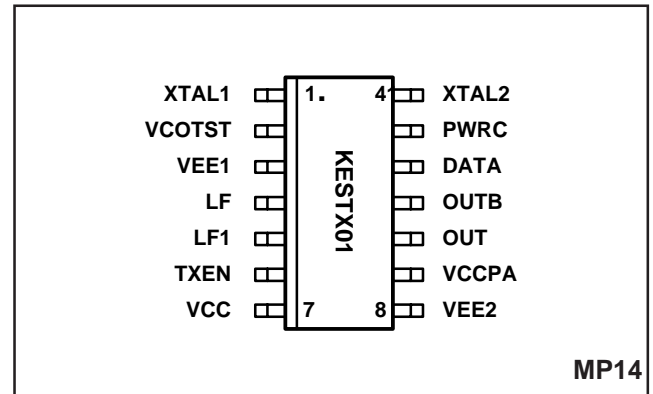 XTAL1 1. 41 XTAL2
VCOTST PWRC
VEE1 DATA
LF OUTB
LF1 OUT
TXEN VCCPA
VCC 7 8 VEE2
KESTX01
MP14